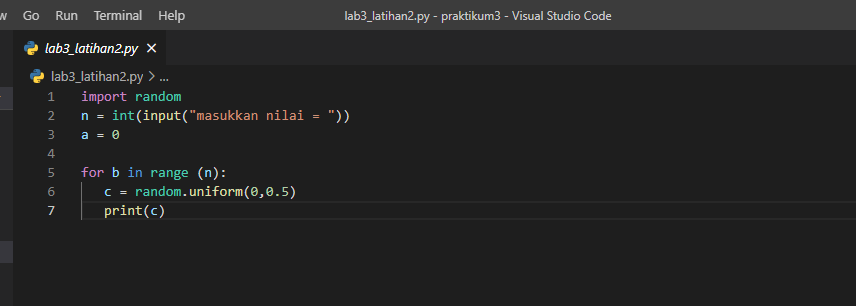 Go Run Terminal Help lab3_latihan2.py - praktikum3 - Visual Studio Code
lab3_latihan2.py ×
lab3_latihan2.py > ...
1 import random
2 n = int(input("masukkan nilai = "))
3 a = 0
4
5 for b in range (n):
6 c = random.uniform(0,0.5)
7 print(c)